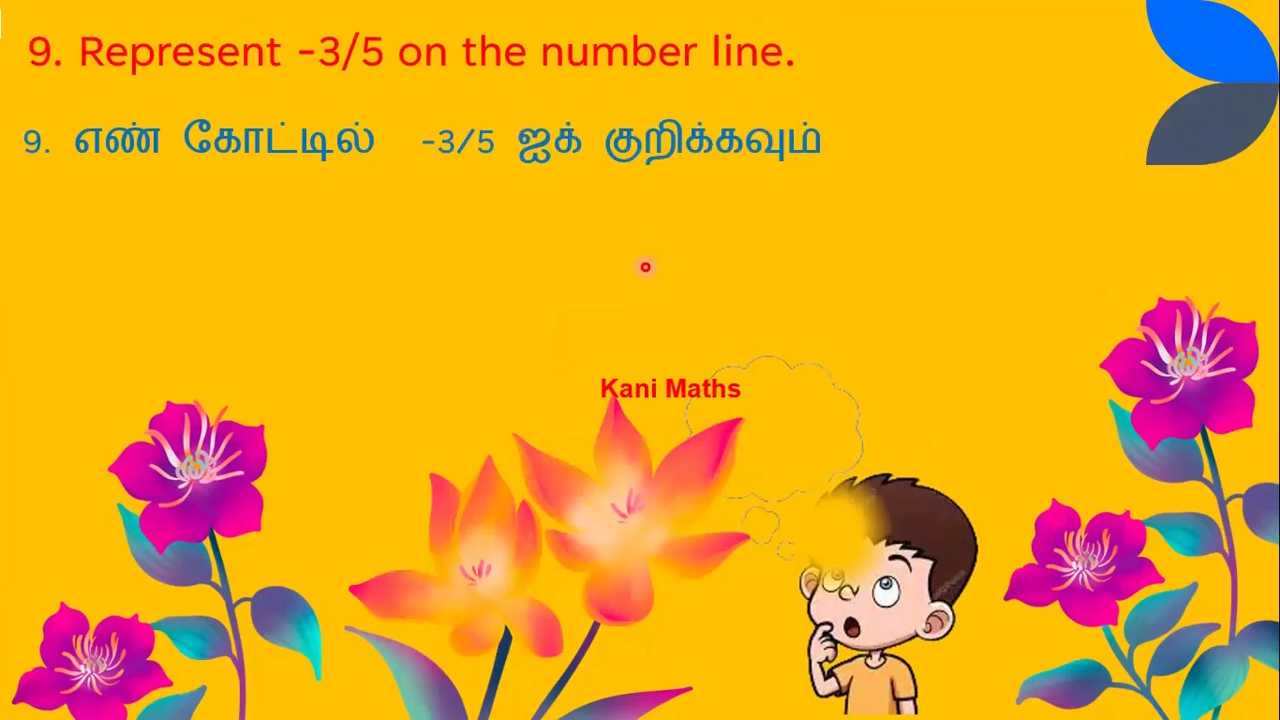 9. Represent -3/5 on the number line.
9. எண் கோட்டில் -3/5 ஐக் குறிக்கவும்
Kani Maths